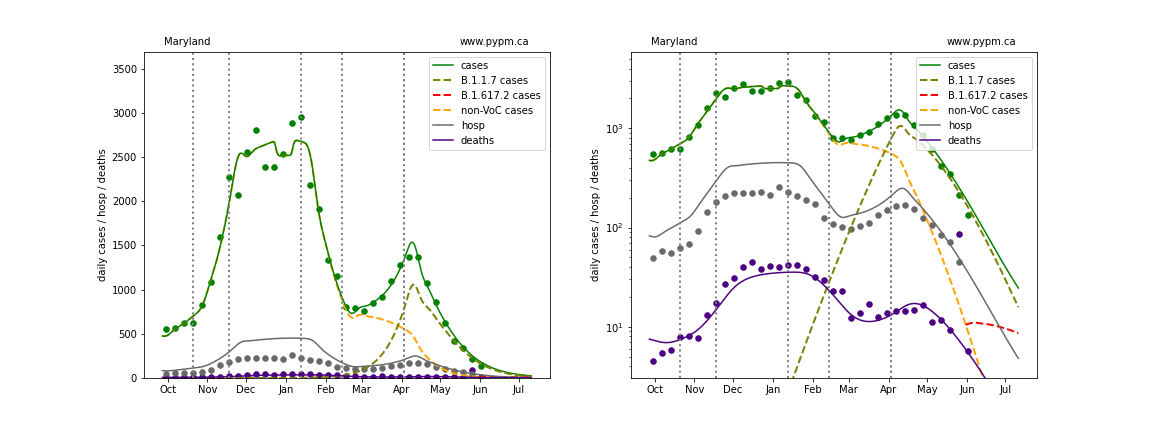 Maryland www.pypm.ca
3500
3000
2500
2000
1500
1000
500
0
daily cases / hosp / deaths
cases
B.1.1.7 cases
B.1.617.2 cases
non-VoC cases
hosp
deaths
Oct Nov Dec Jan Feb Mar Apr May Jun Jul
Maryland www.pypm.ca
10³
10²
10¹
daily cases / hosp / deaths
cases
B.1.1.7 cases
B.1.617.2 cases
non-VoC cases
hosp
deaths
Oct Nov Dec Jan Feb Mar Apr May Jun Jul